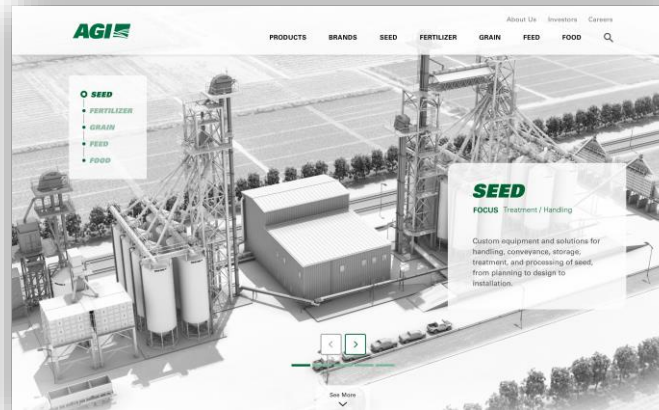 About Us Investors Careers
AGI
PRODUCTS BRANDS SEED FERTILIZER GRAIN FEED FOOD
SEED
FERTILIZER
GRAIN
FEED
FOOD
SEED
FOCUS Treatment / Handling
Custom equipment and solutions for
handling, conveyance, storage,
treatment, and processing of seed,
from planning to design to
installation.
See More